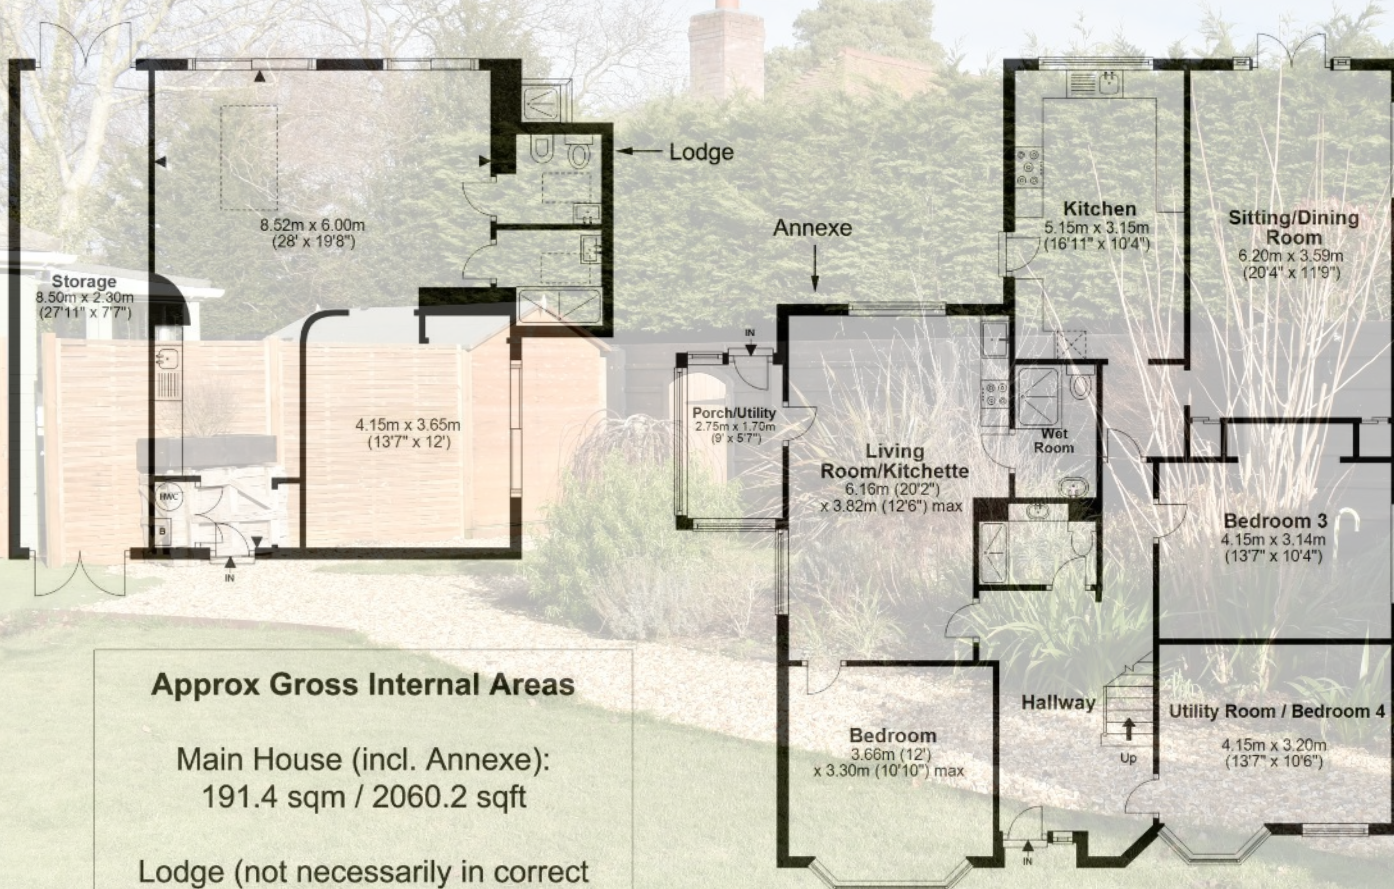 Lodge
8.52m x 6.00m
(28' x 19'8")
Storage
8.50m x 2.30m
(27'11" x 7'7")
4.15m x 3.65m
(13'7" x 12')
HWC
B
IN
Annexe
Kitchen
5.15m x 3.15m
(16'11" x 10'4")
Sitting/Dining
Room
6.20m x 3.59m
(20'4" x 11'9")
IN
Porch/Utility
2.75m x 1.70m
(9' x 5'7")
Living
Room/Kitchette
6.16m (20'2")
x 3.82m (12'6") max
Wet
Room
Bedroom 3
4.15m x 3.14m
(13'7" x 10'4")
Hallway
Up
Utility Room / Bedroom 4
4.15m x 3.20m
(13'7" x 10'6")
Bedroom
3.66m (12')
x 3.30m (10'10") max
IN
Approx Gross Internal Areas
Main House (incl. Annexe):
191.4 sqm / 2060.2 sqft
Lodge (not necessarily in correct